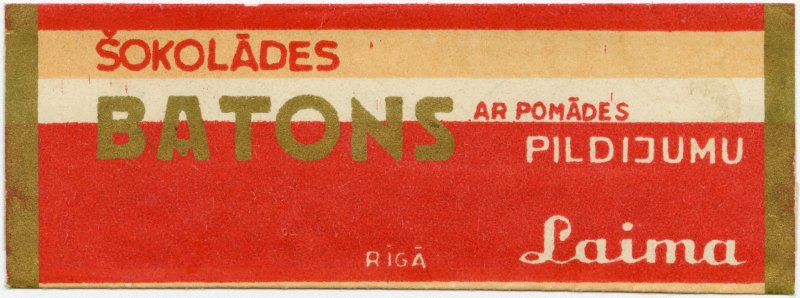 ŠOKOLĀDES
BATONS AR POMĀDES
PILDIJUMU
Laima
RĪGĀ